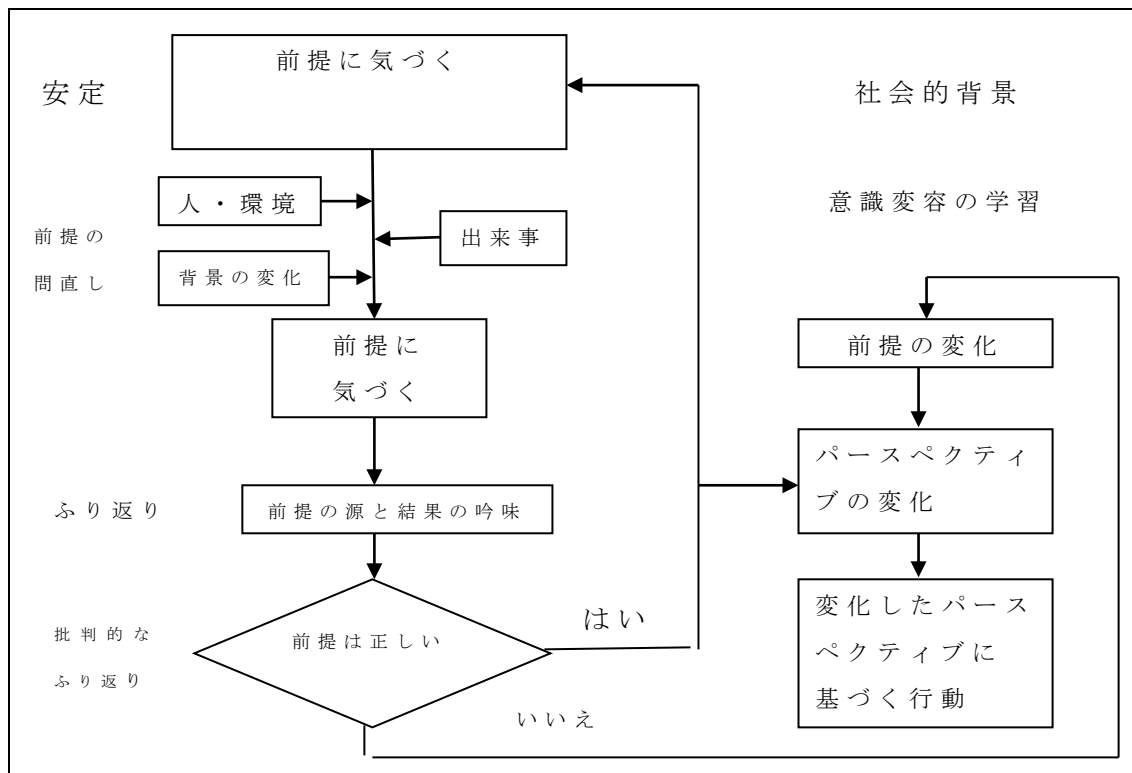 前提に気づく
安定
社会的背景
人・環境
意識変容の学習
前提の
問直し
出来事
背景の変化
前提に
気づく
前提の変化
パースペクティ
ブの変化
ふり返り
前提の源と結果の吟味
変化したパース
ペクティブに
基づく行動
批判的な
ふり返り
前提は正しい
はい
いいえ